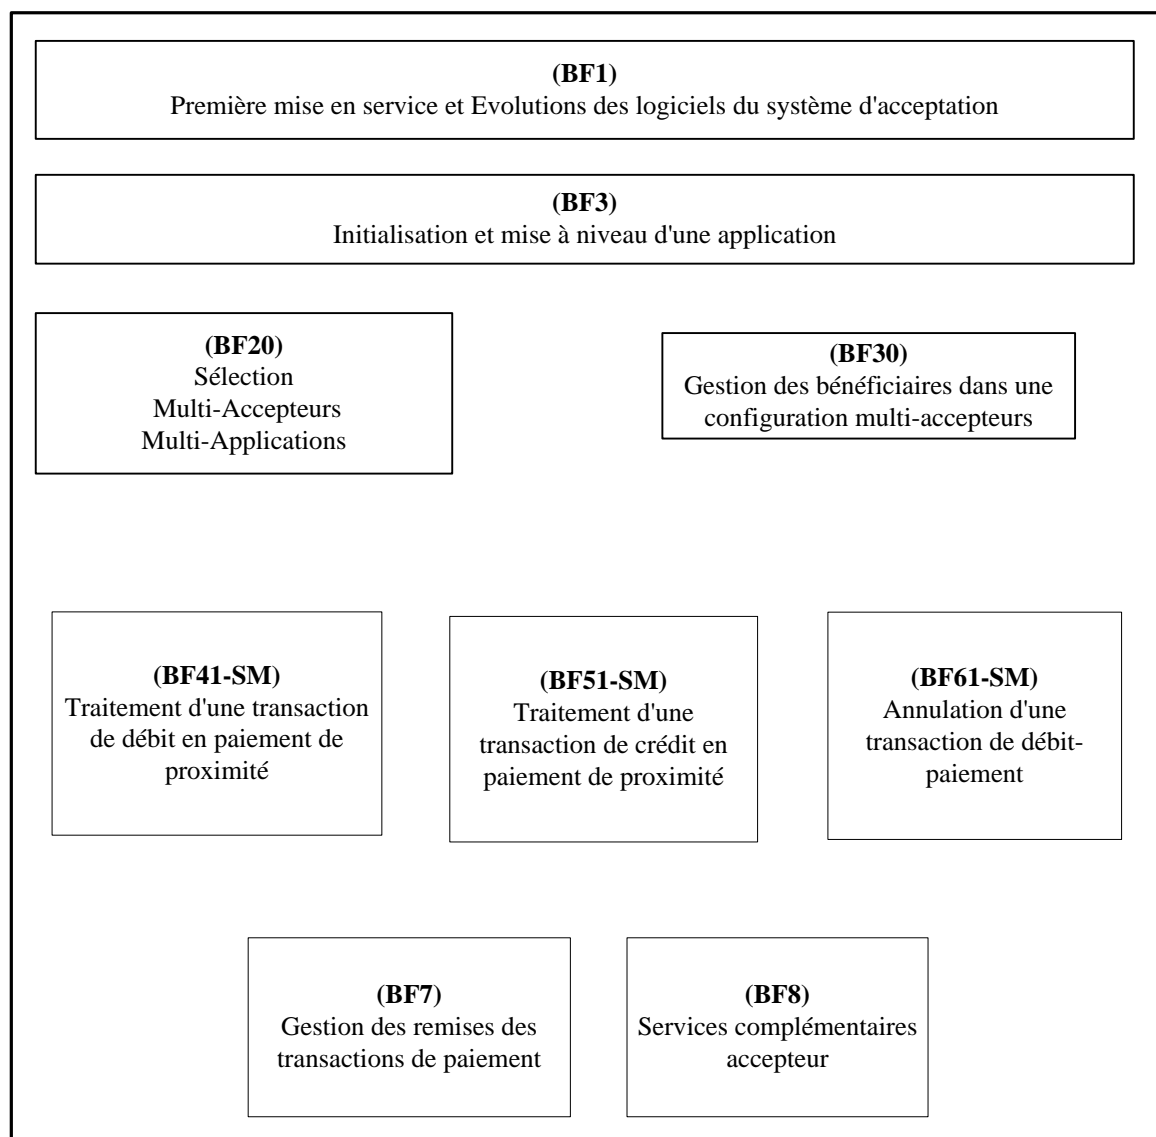 (BF1)
Première mise en service et Evolutions des logiciels du système d'acceptation
(BF3)
Initialisation et mise à niveau d'une application
(BF20)
Sélection
Multi-Accepteurs
Multi-Applications
(BF30)
Gestion des bénéficiaires dans une
configuration multi-accepteurs
(BF41-SM)
Traitement d'une transaction
de débit en paiement de
proximité
(BF51-SM)
Traitement d'une
transaction de crédit en
paiement de proximité
(BF61-SM)
Annulation d'une
transaction de débit-
paiement
(BF7)
Gestion des remises des
transactions de paiement
(BF8)
Services complémentaires
accepteur